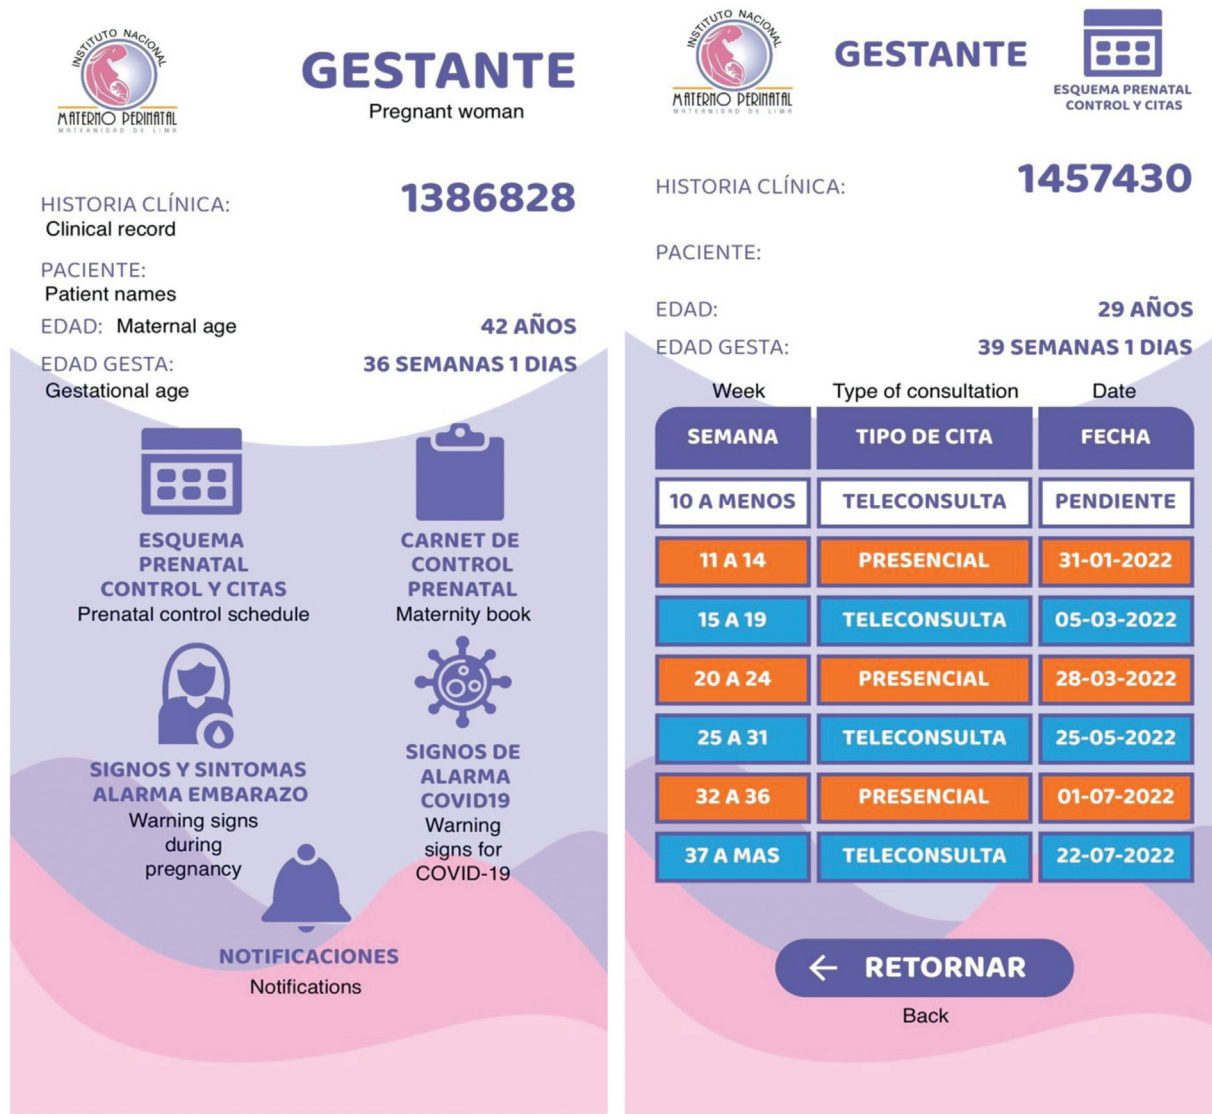 INSTITUTO NACIONAL
MATERNO PERINATAL
MATERNIDAD DE LIMA
GESTANTE
Pregnant woman
HISTORIA CLÍNICA: 1386828
Clinical record
PACIENTE:
Patient names
EDAD: Maternal age 42 AÑOS
EDAD GESTA: 36 SEMANAS 1 DIAS
Gestational age
ESQUEMA
PRENATAL
CONTROL Y CITAS
Prenatal control schedule
CARNET DE
CONTROL
PRENATAL
Maternity book
SIGNOS Y SINTOMAS
ALARMA EMBARAZO
Warning signs
during
pregnancy
SIGNOS DE
ALARMA
COVID19
Warning
signs for
COVID-19
NOTIFICACIONES
Notifications
INSTITUTO NACIONAL
MATERNO PERINATAL
MATERNIDAD DE LIMA
GESTANTE
ESQUEMA PRENATAL
CONTROL Y CITAS
HISTORIA CLÍNICA: 1457430
PACIENTE:
EDAD: 29 AÑOS
EDAD GESTA: 39 SEMANAS 1 DIAS
Week Type of consultation Date
SEMANA TIPO DE CITA FECHA
10 A MENOS TELECONSULTA PENDIENTE
11 A 14 PRESENCIAL 31-01-2022
15 A 19 TELECONSULTA 05-03-2022
20 A 24 PRESENCIAL 28-03-2022
25 A 31 TELECONSULTA 25-05-2022
32 A 36 PRESENCIAL 01-07-2022
37 A MAS TELECONSULTA 22-07-2022
← RETORNAR
Back